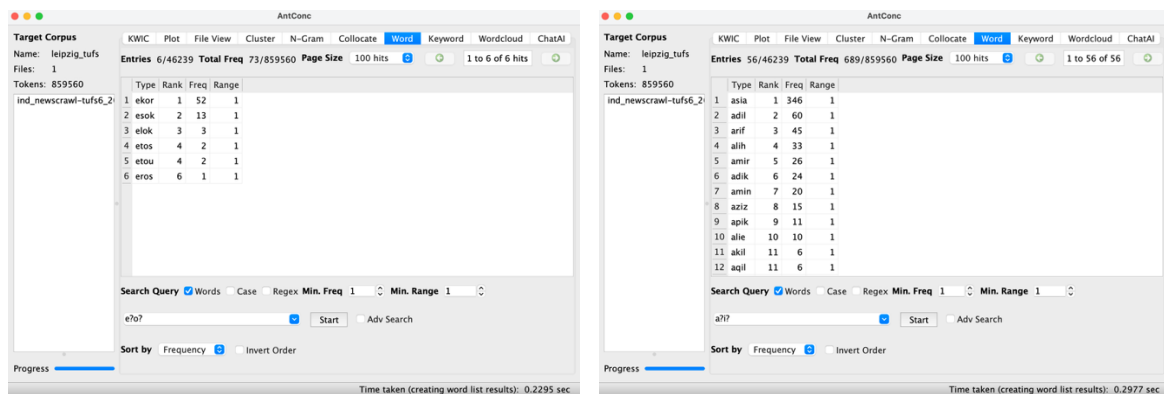 AntConc
Target Corpus
Name: leipzig_tufs
Files: 1
Tokens: 859560
ind_newscrawl-tufs6_2
KWIC Plot File View Cluster N-Gram Collocate Word Keyword Wordcloud ChatAI
Entries 6/46239 Total Freq 73/859560 Page Size 100 hits 1 to 6 of 6 hits
Type Rank Freq Range
1 ekor 1 52 1
2 esok 2 13 1
3 elok 3 3 1
4 etos 4 2 1
5 etou 4 2 1
6 eros 6 1 1
Search Query Words Case Regex Min. Freq 1 Min. Range 1
e?o? Start Adv Search
Sort by Frequency Invert Order
Progress
Time taken (creating word list results): 0.2295 sec
AntConc
Target Corpus
Name: leipzig_tufs
Files: 1
Tokens: 859560
ind_newscrawl-tufs6_2
KWIC Plot File View Cluster N-Gram Collocate Word Keyword Wordcloud ChatAI
Entries 56/46239 Total Freq 689/859560 Page Size 100 hits 1 to 56 of 56
Type Rank Freq Range
1 asia 1 346 1
2 adil 2 60 1
3 arif 3 45 1
4 alih 4 33 1
5 amir 5 26 1
6 adik 6 24 1
7 amin 7 20 1
8 aziz 8 15 1
9 apik 9 11 1
10 alie 10 10 1
11 akil 11 6 1
12 aqil 11 6 1
Search Query Words Case Regex Min. Freq 1 Min. Range 1
a?i? Start Adv Search
Sort by Frequency Invert Order
Progress
Time taken (creating word list results): 0.2977 sec